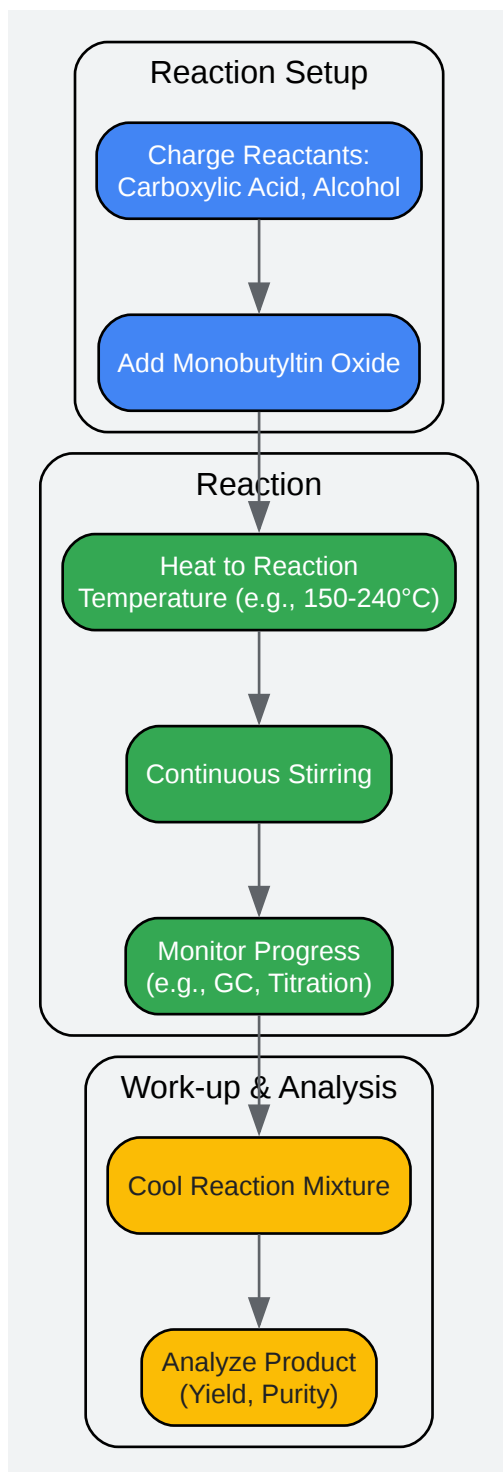 Reaction Setup
Charge Reactants:
Carboxylic Acid, Alcohol
Add Monobutyltin Oxide
Reaction
Heat to Reaction
Temperature (e.g., 150-240°C)
Continuous Stirring
Monitor Progress
(e.g., GC, Titration)
Work-up & Analysis
Cool Reaction Mixture
Analyze Product
(Yield, Purity)